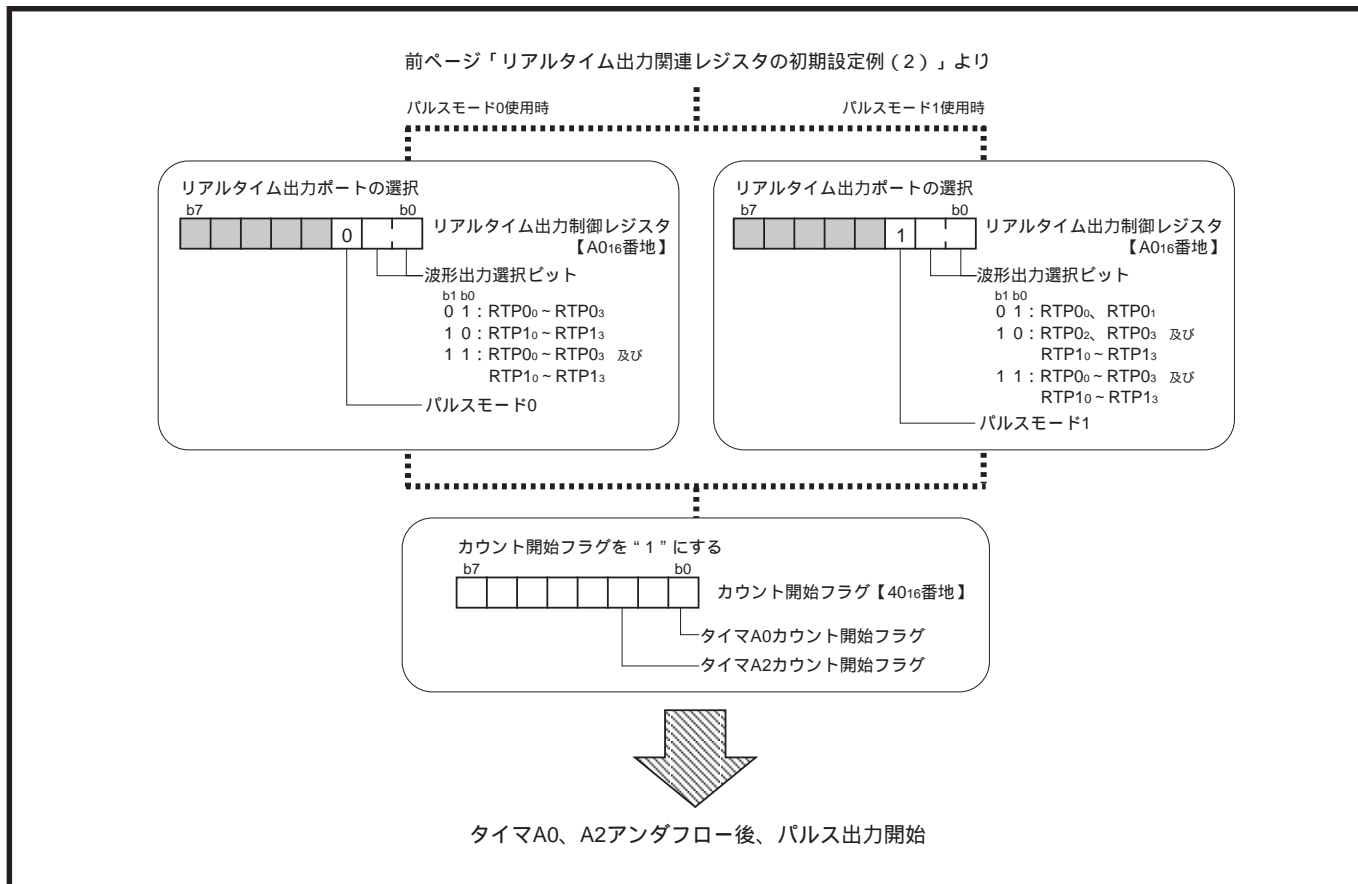 前ページ「リアルタイム出力関連レジスタの初期設定例（2）」より
パルスモード0使用時
パルスモード1使用時
リアルタイム出力ポートの選択
b7 b0
0
リアルタイム出力制御レジスタ
【A016番地】
波形出力選択ビット
b1 b0
0 1：RTP00～RTP03
1 0：RTP10～RTP13
1 1：RTP00～RTP03 及び
RTP10～RTP13
パルスモード0
リアルタイム出力ポートの選択
b7 b0
1
リアルタイム出力制御レジスタ
【A016番地】
波形出力選択ビット
b1 b0
0 1：RTP00、RTP01
1 0：RTP02、RTP03 及び
RTP10～RTP13
1 1：RTP00～RTP03 及び
RTP10～RTP13
パルスモード1
カウント開始フラグを“1”にする
b7 b0
カウント開始フラグ【4016番地】
タイマA0カウント開始フラグ
タイマA2カウント開始フラグ
タイマA0、A2アンダフロー後、パルス出力開始